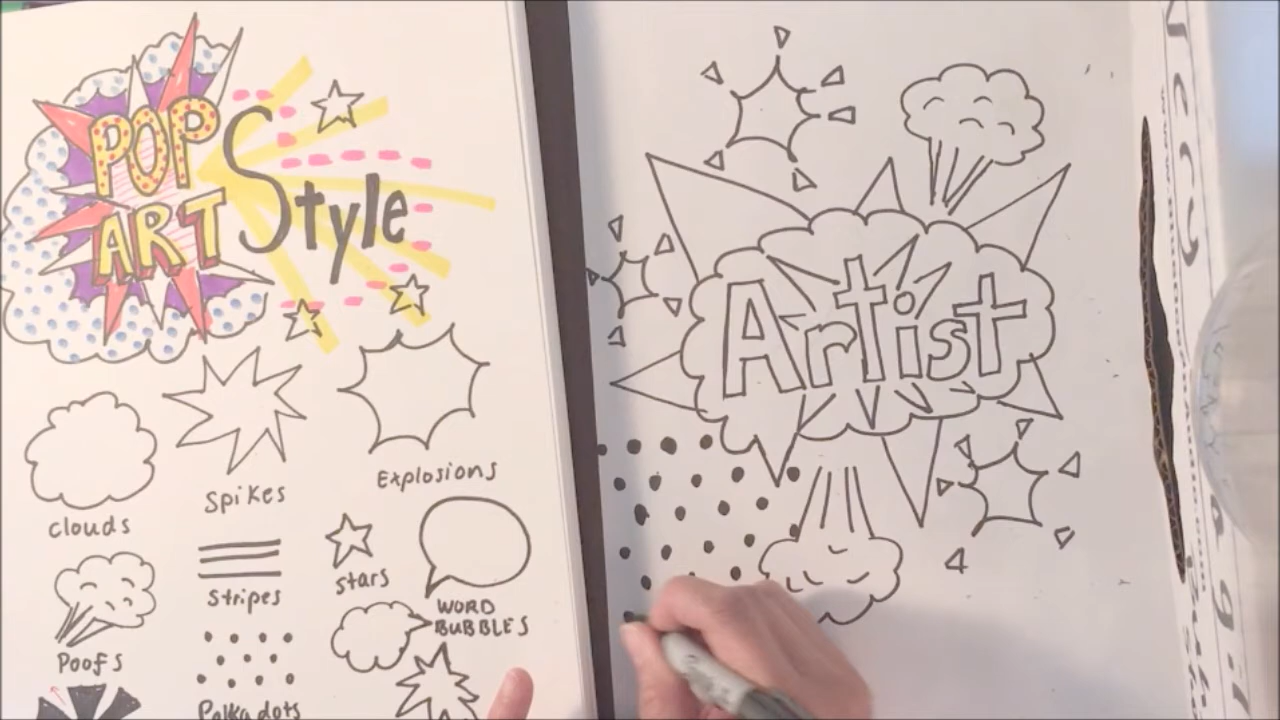 POP
ART
Style
Explosions
Spikes
clouds
stars
stripes
WORD
BUBBLES
Poofs
Polka dots
Artist